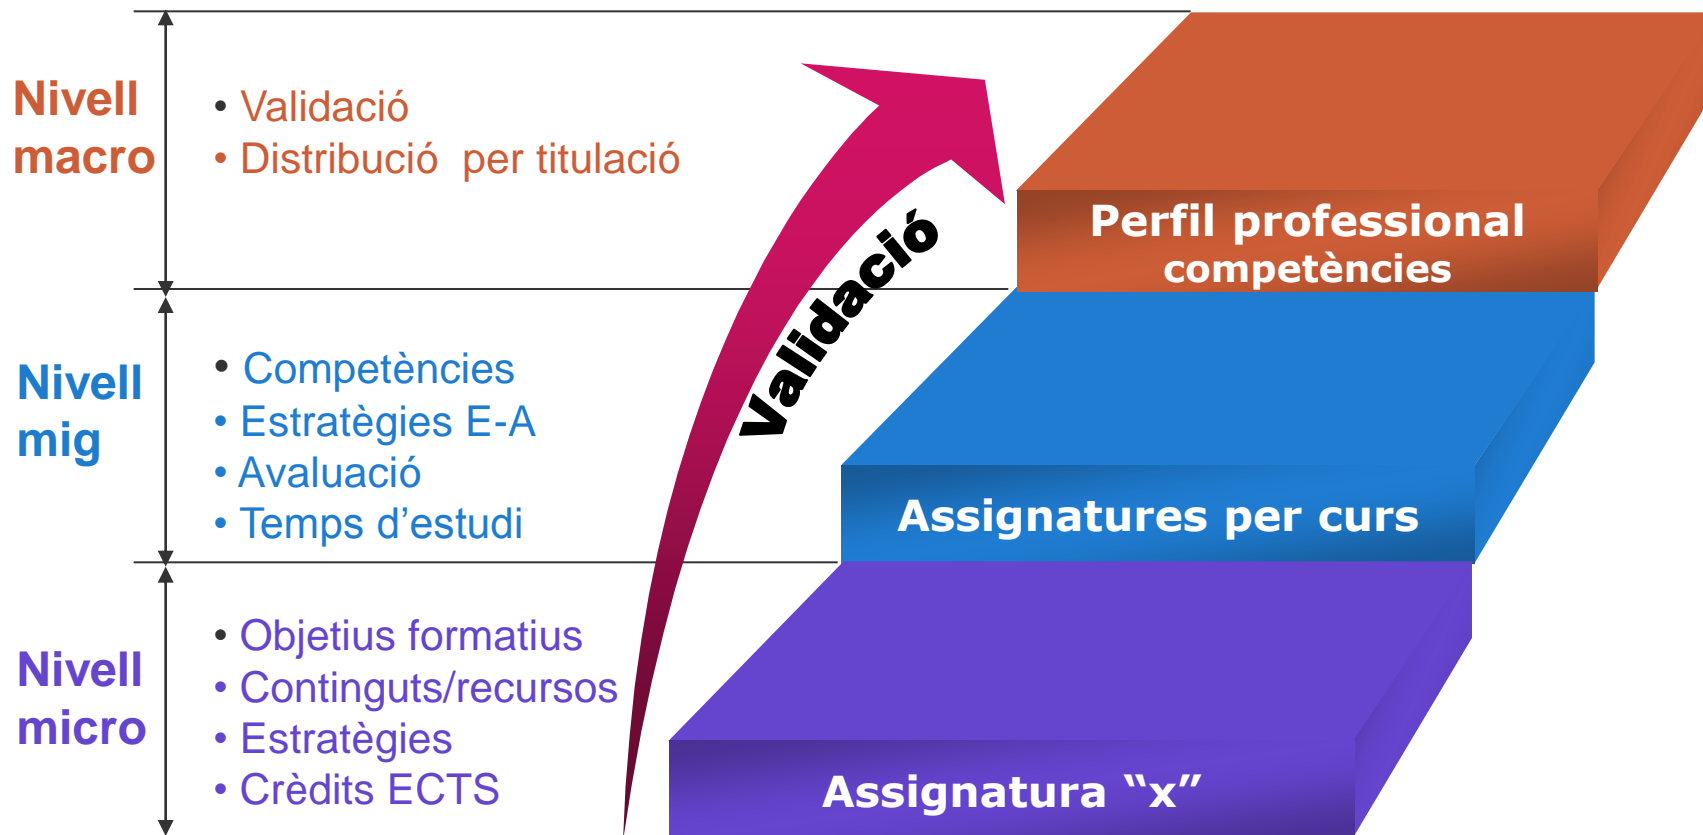 Nivell
macro
• Validació
• Distribució per titulació
Perfil professional
competències
Validació
Nivell
mig
• Competències
• Estratègies E-A
• Avaluació
• Temps d’estudi
Assignatures per curs
Nivell
micro
• Objetius formatius
• Continguts/recursos
• Estratègies
• Crèdits ECTS
Assignatura “x”